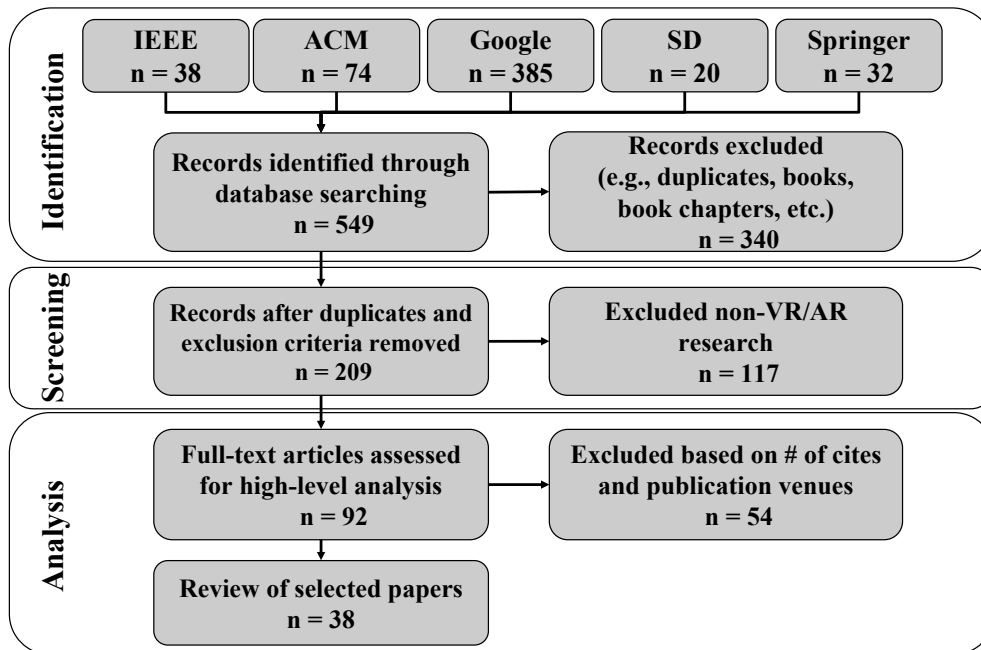 Identification
IEEE
n = 38
ACM
n = 74
Google
n = 385
SD
n = 20
Springer
n = 32
Records identified through
database searching
n = 549
Records excluded
(e.g., duplicates, books,
book chapters, etc.)
n = 340
Screening
Records after duplicates and
exclusion criteria removed
n = 209
Excluded non-VR/AR
research
n = 117
Analysis
Full-text articles assessed
for high-level analysis
n = 92
Excluded based on # of cites
and publication venues
n = 54
Review of selected papers
n = 38